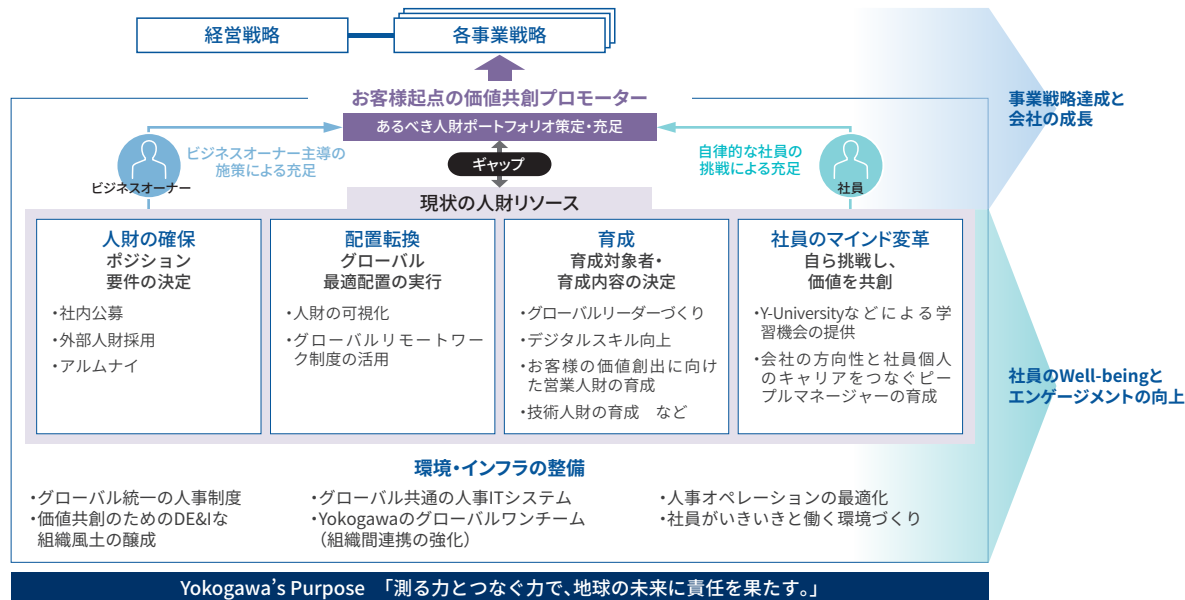 経営戦略
各事業戦略
お客様起点の価値共創プロモーター
あるべき人財ポートフォリオ策定・充足
事業戦略達成と
会社の成長
ビジネスオーナー主導の
施策による充足
ギャップ
自律的な社員の
挑戦による充足
ビジネスオーナー
社員
現状の人財リソース
人財の確保
ポジション
要件の決定
・社内公募
・外部人財採用
・アルムナイ
配置転換
グローバル
最適配置の実行
・人財の可視化
・グローバルリモートワー
ク制度の活用
育成
育成対象者・
育成内容の決定
・グローバルリーダーづくり
・デジタルスキル向上
・お客様の価値創出に向け
た営業人財の育成
・技術人財の育成　など
社員のマインド変革
自ら挑戦し、
価値を共創
・Y-Universityなどによる学
習機会の提供
・会社の方向性と社員個人
のキャリアをつなぐピー
プルマネージャーの育成
社員のWell-beingと
エンゲージメントの向上
環境・インフラの整備
・グローバル統一の人事制度
・価値共創のためのDE&Iな
組織風土の醸成
・グローバル共通の人事ITシステム
・Yokogawaのグローバルワンチーム
（組織間連携の強化）
・人事オペレーションの最適化
・社員がいきいきと働く環境づくり
Yokogawa’s Purpose　「測る力とつなぐ力で、地球の未来に責任を果たす。」